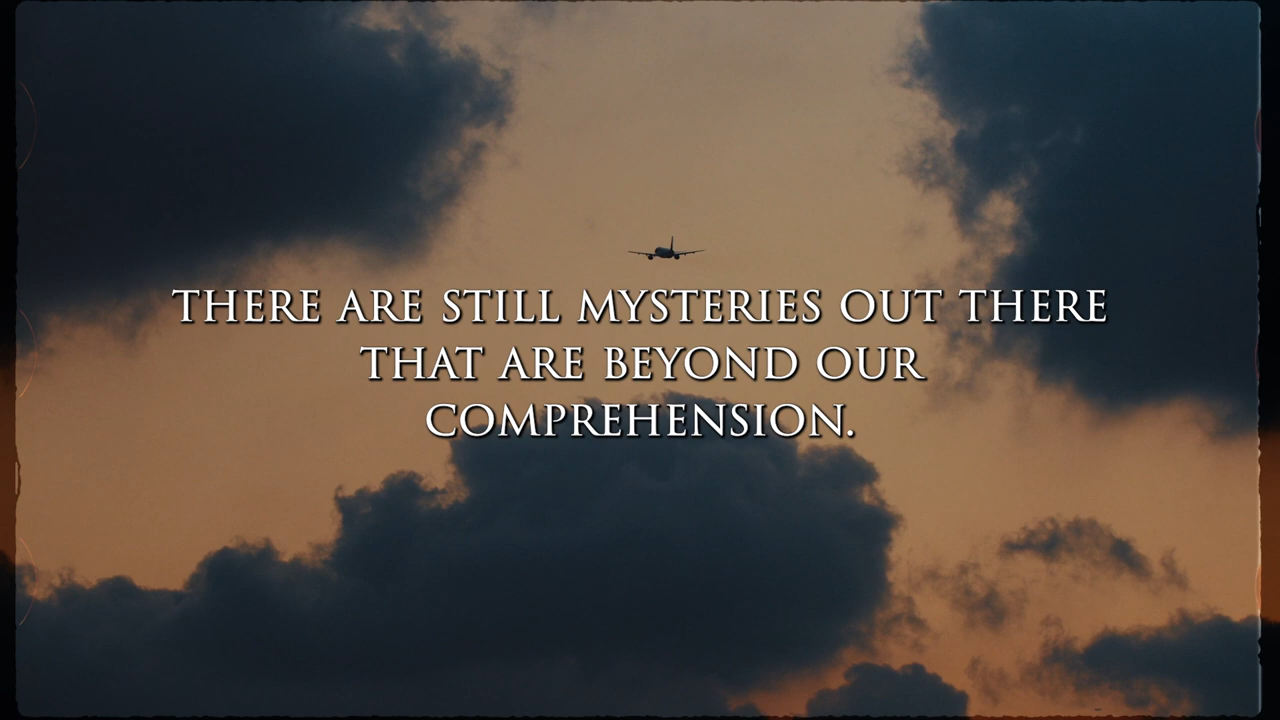 THERE ARE STILL MYSTERIES OUT THERE
THAT ARE BEYOND OUR
COMPREHENSION.